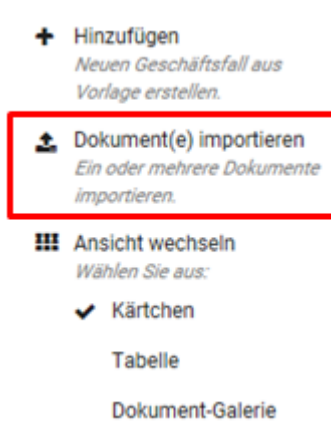 Hinzufügen
Neuen Geschäftsfall aus
Vorlage erstellen.
Dokument(e) importieren
Ein oder mehrere Dokumente
importieren.
Ansicht wechseln
Wählen Sie aus:
Kärtchen
Tabelle
Dokument-Galerie